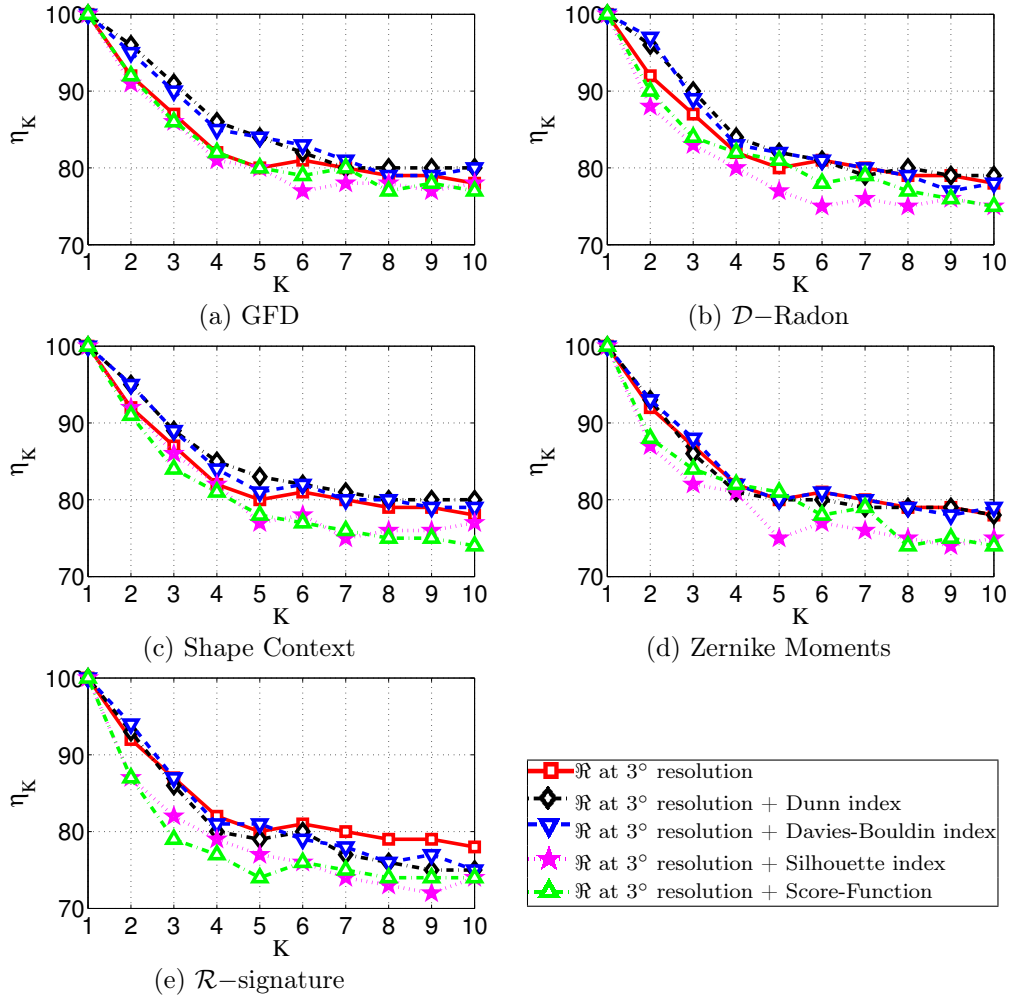 100
90
80
70
η_K
1 2 3 4 5 6 7 8 9 10
K
(a) GFD
100
90
80
70
η_K
1 2 3 4 5 6 7 8 9 10
K
(b) 𝒟−Radon
100
90
80
70
η_K
1 2 3 4 5 6 7 8 9 10
K
(c) Shape Context
100
90
80
70
η_K
1 2 3 4 5 6 7 8 9 10
K
(d) Zernike Moments
100
90
80
70
η_K
1 2 3 4 5 6 7 8 9 10
K
(e) ℛ−signature
ℜ at 3° resolution
ℜ at 3° resolution + Dunn index
ℜ at 3° resolution + Davies-Bouldin index
ℜ at 3° resolution + Silhouette index
ℜ at 3° resolution + Score-Function